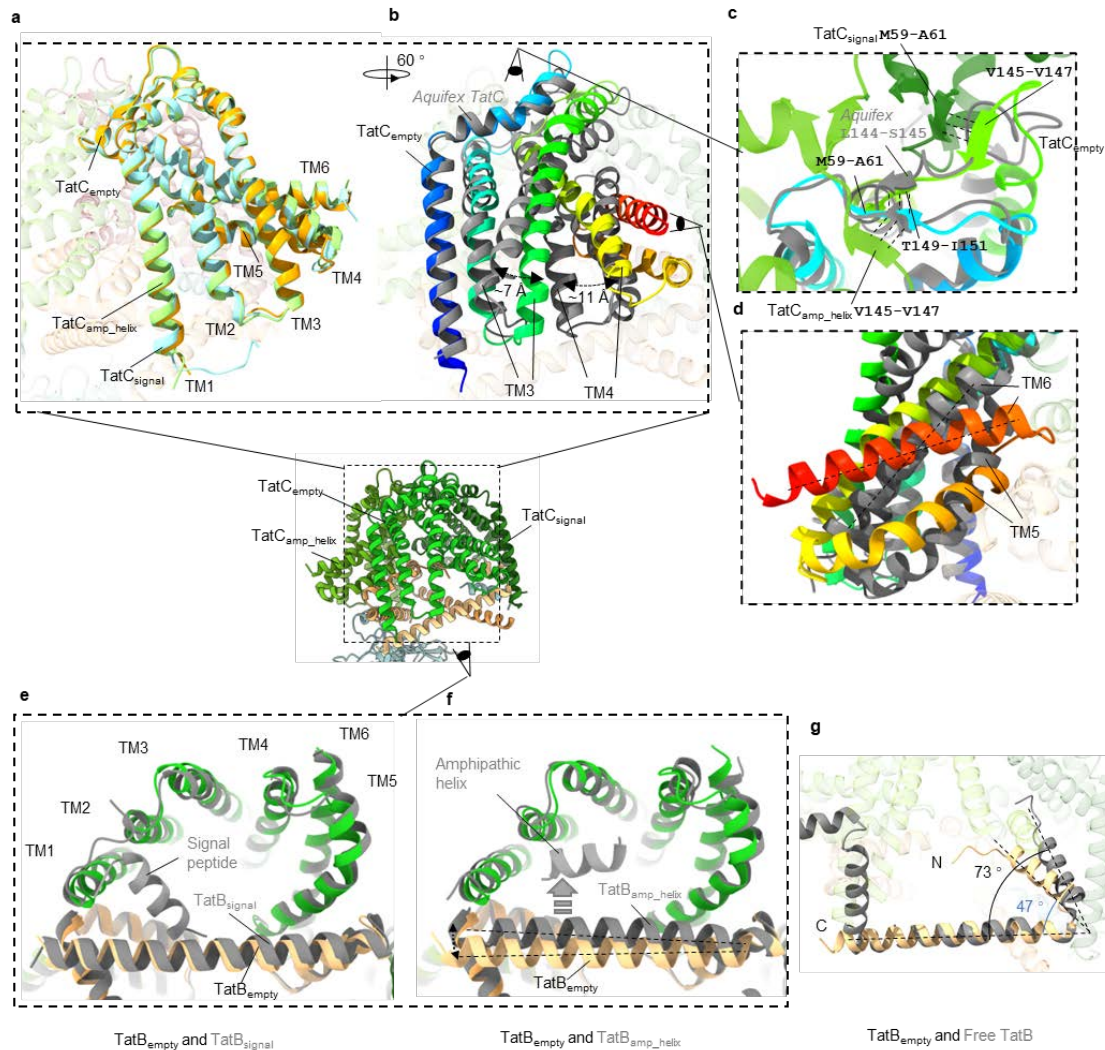 a
b
c
TatCsignal M59-A61
60 °
V145-V147
Aquifex TatC
TatCempty
Aquifex
L144-S145
TatCempty
M59-A61
TatCempty
TM6
T149-I151
TM5
TM4
TatCamp_helix
~7 Å
~11 Å
TatCamp_helix V145-V147
d
TM2
TM3
TatCsignal
TM1
TM3
TM4
TM6
TatCempty
TatCsignal
TatCamp_helix
TM5
e
f
g
TM3
TM4
TM6
Amphipathic
helix
TM5
TM2
Signal
peptide
TM1
N
73 °
TatBsignal
TatBamp_helix
47 °
C
TatBempty
TatBempty
TatBempty and TatBsignal
TatBempty and TatBamp_helix
TatBempty and Free TatB